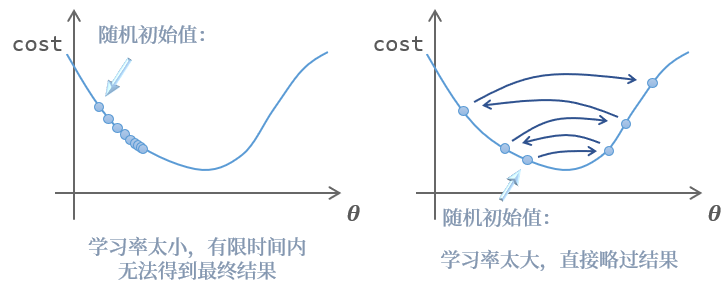 随机初始值：
cost
θ
学习率太小，有限时间内
无法得到最终结果
cost
随机初始值：
θ
学习率太大，直接略过结果